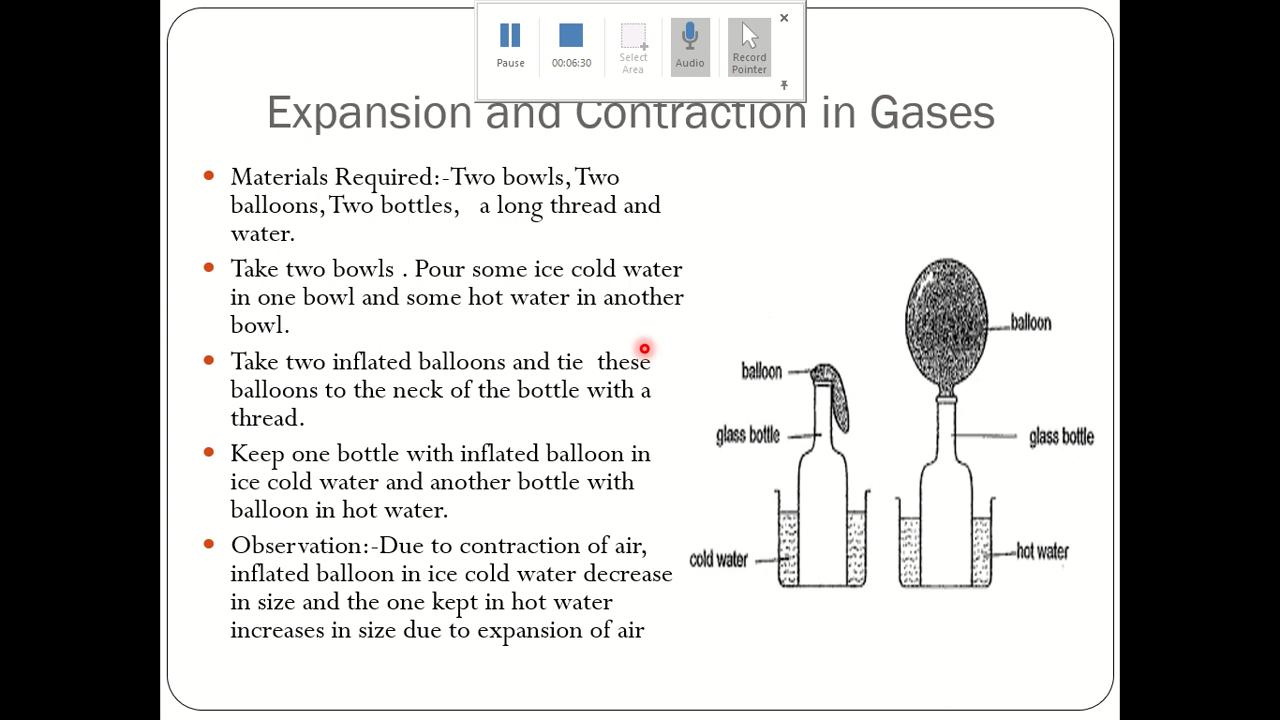 Pause
00:06:30
Select
Area
Audio
Record
Pointer
Expansion and Contraction in Gases
Materials Required:-Two bowls, Two
balloons, Two bottles, a long thread and
water.
Take two bowls . Pour some ice cold water
in one bowl and some hot water in another
bowl.
Take two inflated balloons and tie these
balloons to the neck of the bottle with a
thread.
Keep one bottle with inflated balloon in
ice cold water and another bottle with
balloon in hot water.
Observation:-Due to contraction of air,
inflated balloon in ice cold water decrease
in size and the one kept in hot water
increases in size due to expansion of air
balloon
balloon
glass bottle
glass bottle
cold water
hot water